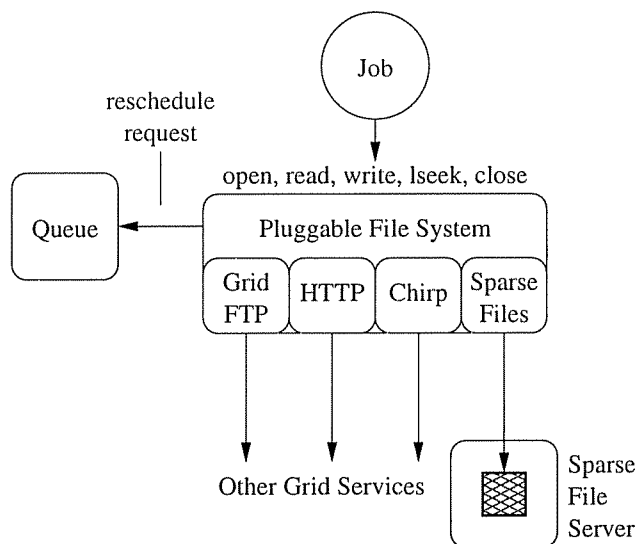 Job
reschedule
request
open, read, write, lseek, close
Queue
Pluggable File System
Grid
FTP
HTTP
Chirp
Sparse
Files
Other Grid Services
Sparse
File
Server